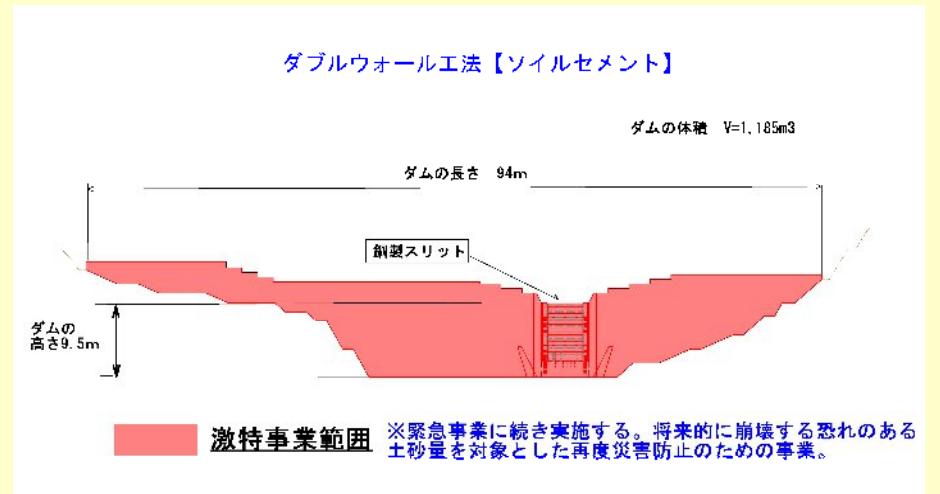 ダブルウォール工法【ソイルセメント】
ダムの体積 V=1,185m3
ダムの長さ 94m
鋼製スリット
ダムの
高さ9.5m
激特事業範囲
※緊急事業に続き実施する。将来的に崩壊する恐れのある
土砂量を対象とした再度災害防止のための事業。